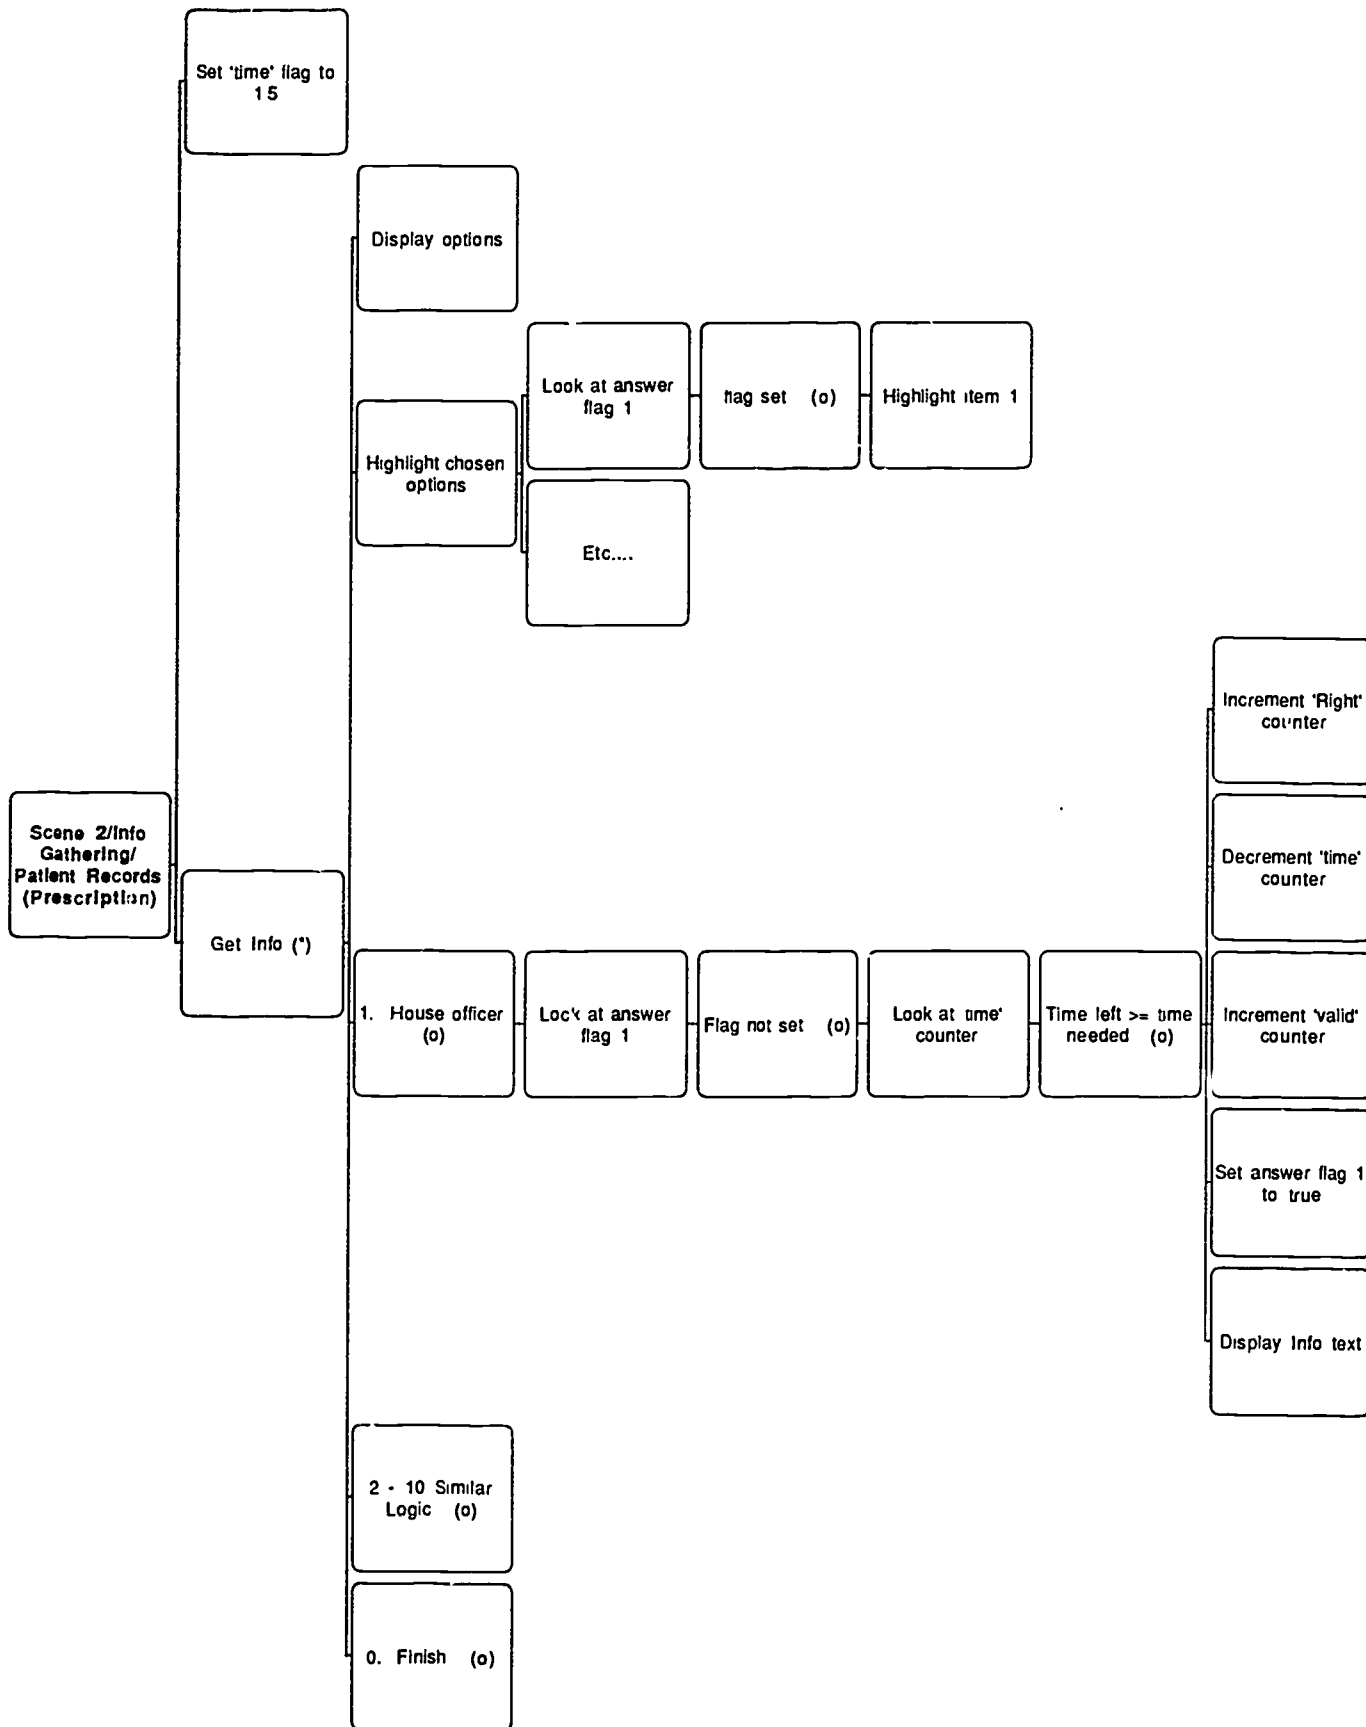 Set 'time' flag to
15
Display options
Look at answer
flag 1
flag set (o)
Highlight item 1
Highlight chosen
options
Etc....
Increment 'Right'
counter
Scene 2/Info
Gathering/
Patient Records
(Prescription)
Decrement 'time'
counter
Get Info (*)
1. House officer
(o)
Look at answer
flag 1
Flag not set (o)
Look at time'
counter
Time left >= time
needed (o)
Increment 'valid'
counter
Set answer flag 1
to true
Display Info text
2 - 10 Similar
Logic (o)
0. Finish (o)